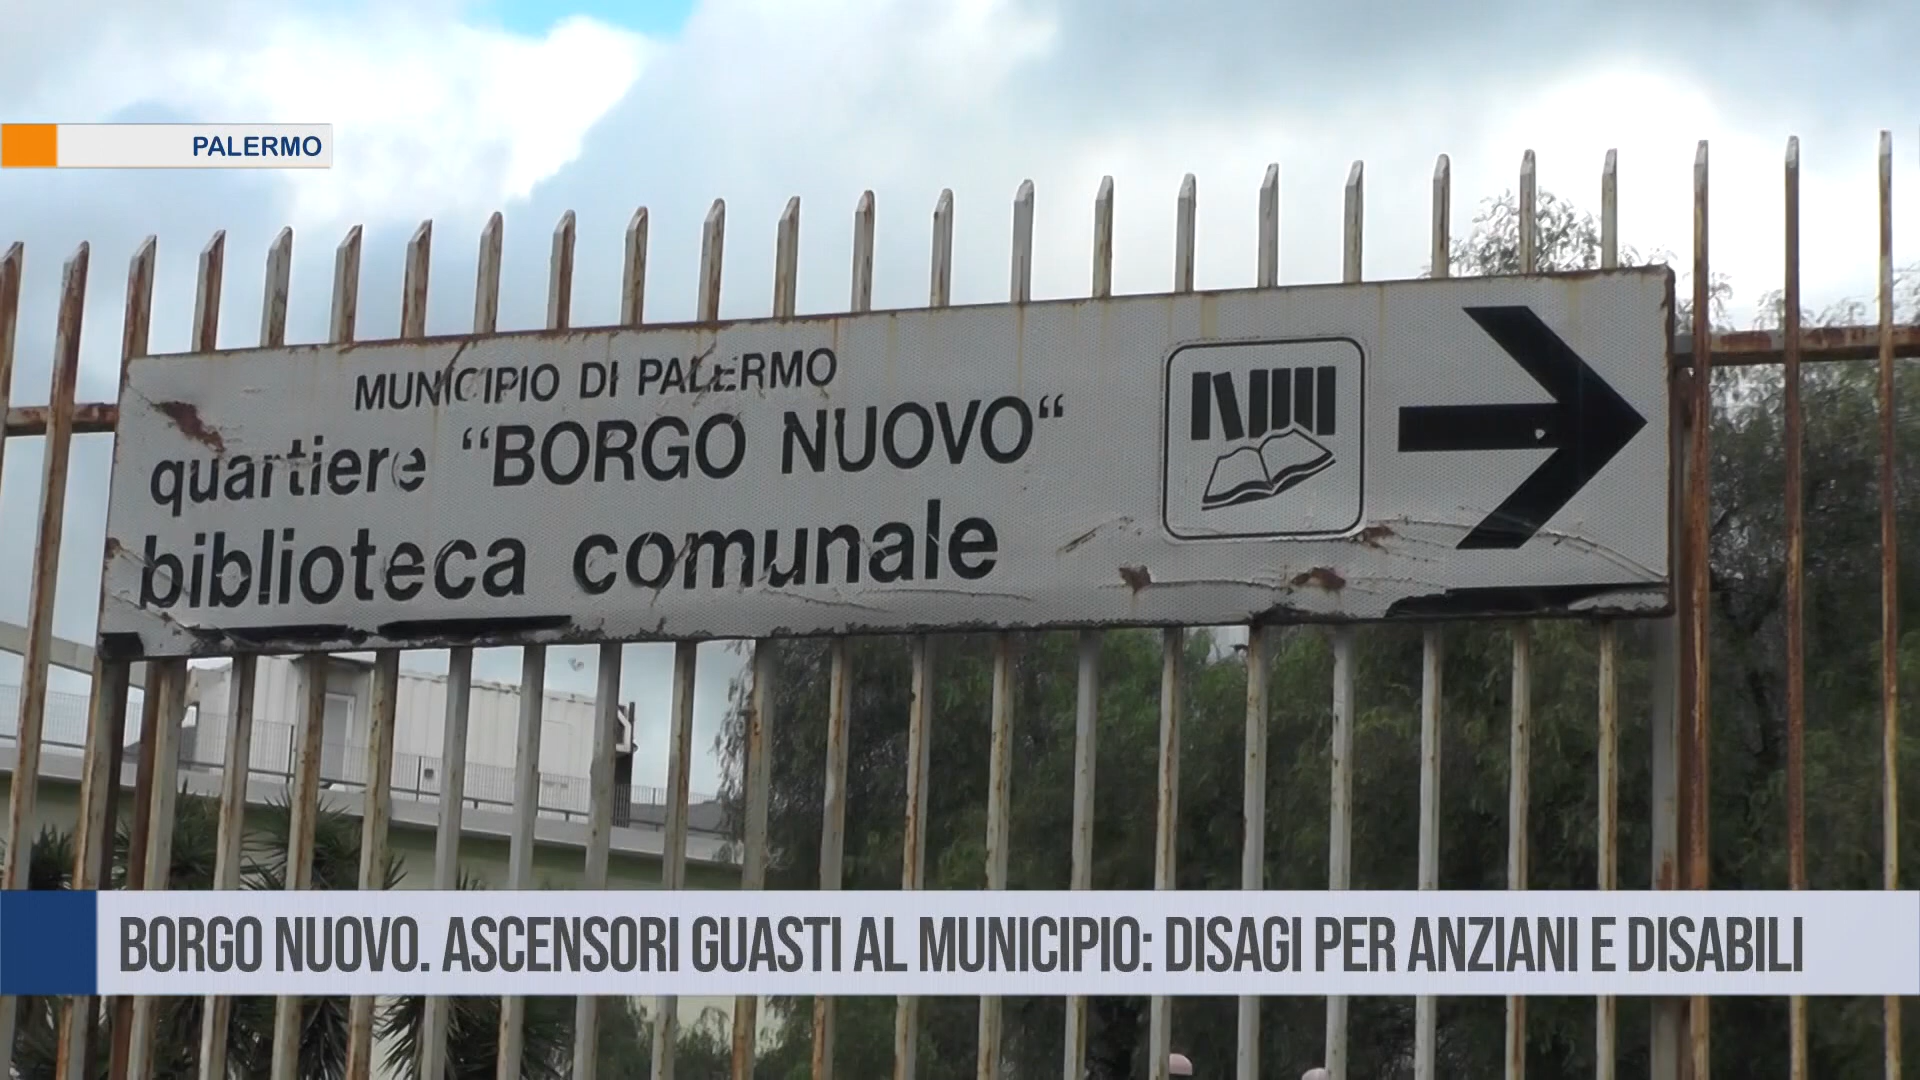 PALERMO
MUNICIPIO DI PALERMO
quartiere “BORGO NUOVO“
biblioteca comunale
BORGO NUOVO. ASCENSORI GUASTI AL MUNICIPIO: DISAGI PER ANZIANI E DISABILI